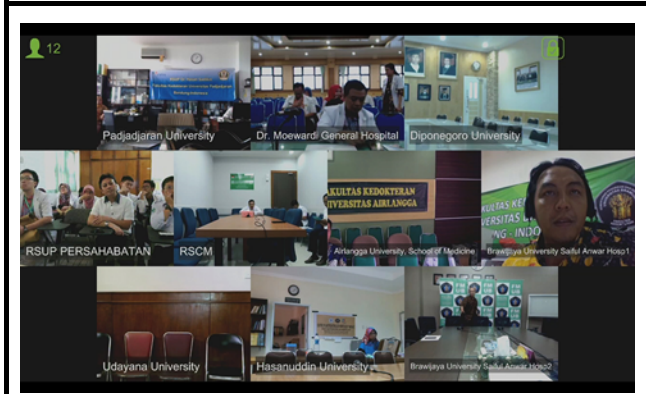 12
Padjadjaran University
Dr. Moewardi General Hospital
Diponegoro University
RSUP PERSAHABATAN
RSCM
FAKULTAS KEDOKTERAN
UNIVERSITAS AIRLANGGA
Airlangga University, School of Medicine
Brawijaya University Saiful Anwar Hosp1
Udayana University
Hasanuddin University
Brawijaya University Saiful Anwar Hosp2